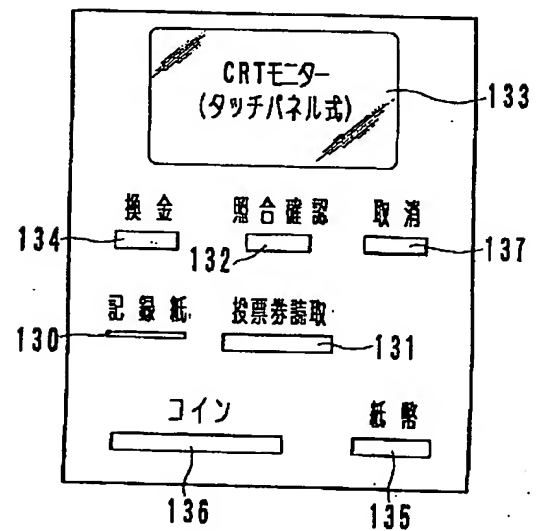 CRTモニター
(タッチパネル式)
133
換金 照合確認 取消
134 132 137
記録紙 投票券読取
130 131
コイン 紙幣
136 135